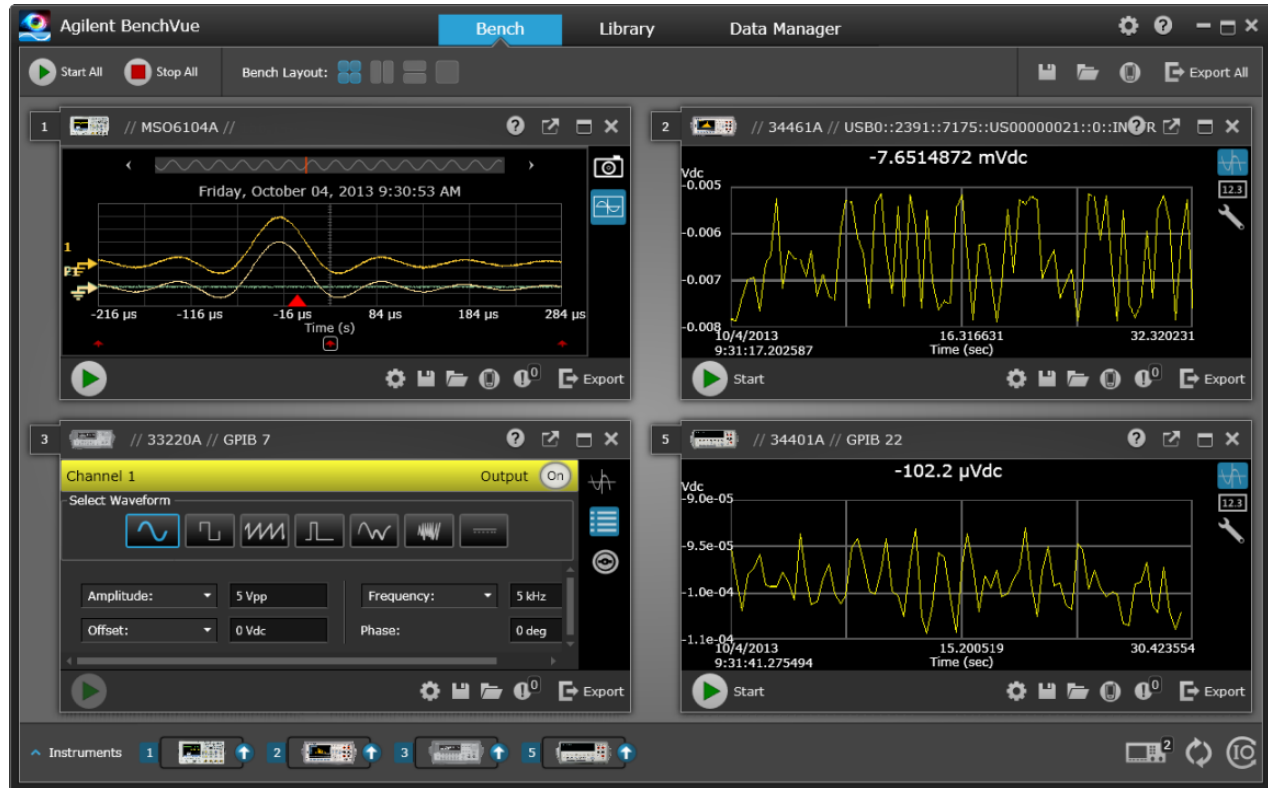 Agilent BenchVue
Bench Library Data Manager
Start All Stop All Bench Layout: Export All
1 // MSO6104A //
Friday, October 04, 2013 9:30:53 AM
1
-216 µs -116 µs -16 µs 84 µs 184 µs 284 µs
Time (s)
0 Export
2 // 34461A // USB0::2391::7175::US00000021::0::IN R
-7.6514872 mVdc
Vdc
12.3
-0.005
-0.006
-0.007
-0.008
10/4/2013 16.316631 32.320231
9:31:17.202587 Time (sec)
Start 0 Export
3 // 33220A // GPIB 7
Channel 1 Output On
Select Waveform
Amplitude: 5 Vpp Frequency: 5 kHz
Offset: 0 Vdc Phase: 0 deg
0 Export
5 // 34401A // GPIB 22
-102.2 µVdc
Vdc
12.3
-9.0e-05
-9.5e-05
-1.0e-04
-1.1e-04
10/4/2013 15.200519 30.423554
9:31:41.275494 Time (sec)
Start 0 Export
Instruments 1 2 3 5 2 IO